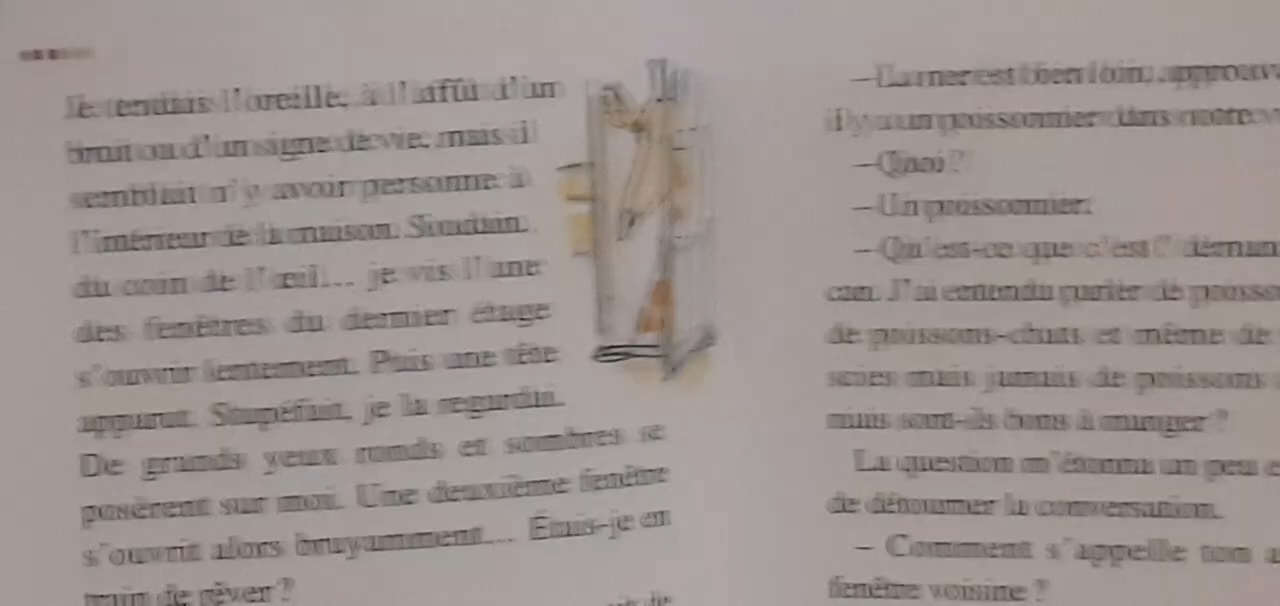 Je tendais l'oreille, à l'affût d'un
bruit ou d'un signe de vie, mais il
semblait n'y avoir personne à
l'intérieur de la maison. Soudain,
du coin de l'œil... je vis l'une
des fenêtres du dernier étage
s'ouvrir lentement. Puis une tête
apparut. Stupéfait, je la regardai.
De grands yeux ronds et sombres se
posèrent sur moi. Une deuxième fenêtre
s'ouvrit alors bruyamment... Étais-je en
train de rêver ?
– La mer est bien loin,
il y a un poissonnier dans notre
– Quoi ?
– Un poissonnier.
– Qu'est-ce que c'est ?
can. J'ai entendu parler de
de poissons-chats et même de
scies mais jamais de poissons
mais sont-ils bons à manger ?
La question m'étonna un peu
de détourner la conversation.
– Comment s'appelle ton
fenêtre voisine ?